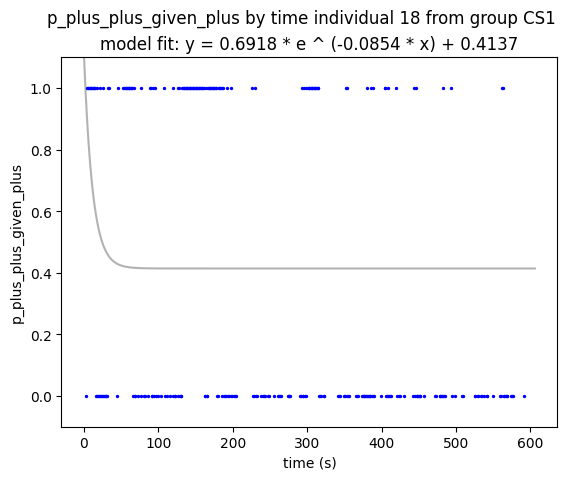 p_plus_plus_given_plus by time individual 18 from group CS1
model fit: y = 0.6918 * e ^ (-0.0854 * x) + 0.4137
p_plus_plus_given_plus
1.0
0.8
0.6
0.4
0.2
0.0
0 100 200 300 400 500 600
time (s)